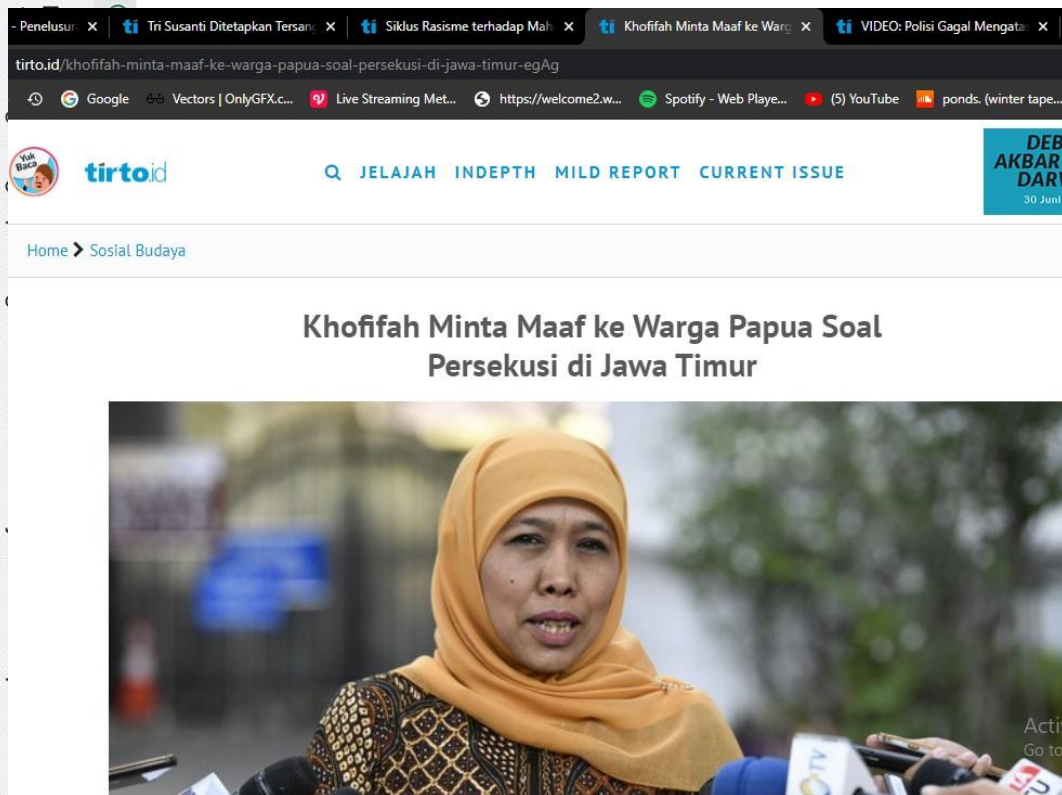 - Penelusur
Tri Susanti Ditetapkan Tersang
Siklus Rasisme terhadap Mah
Khofifah Minta Maaf ke Warg
VIDEO: Polisi Gagal Mengata
tirto.id/khofifah-minta-maaf-ke-warga-papua-soal-persekusi-di-jawa-timur-egAg
Google
Vectors | OnlyGFX.c...
Live Streaming Met...
https://welcome2.w...
Spotify - Web Playe...
(5) YouTube
ponds. (winter tape...
Yuk
Baca
tirto.id
JELAJAH INDEPTH MILD REPORT CURRENT ISSUE
DEB
AKBAR
DARV
30 Juni
Home > Sosial Budaya
Khofifah Minta Maaf ke Warga Papua Soal
Persekusi di Jawa Timur
Acti
Go to
TV